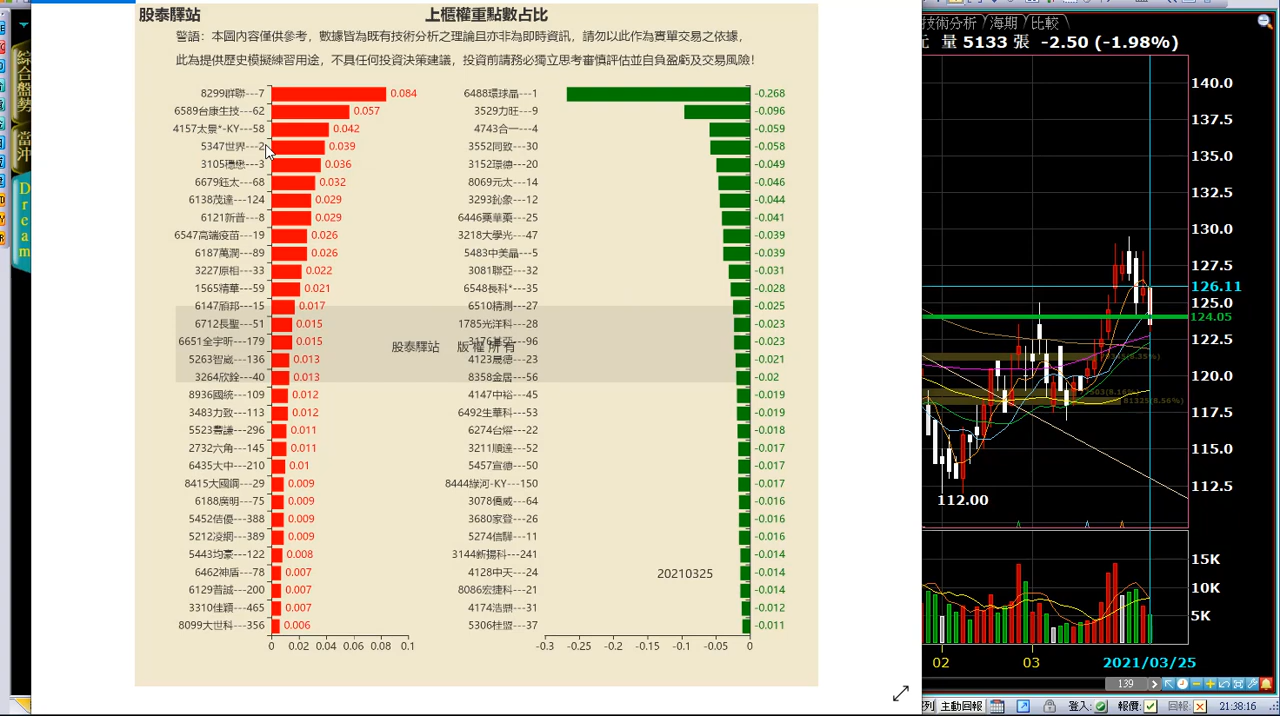 股泰驛站
上櫃權重點數占比
警語：本圖內容僅供參考，數據皆為既有技術分析之理論且亦非為即時資訊，請勿以此作為實單交易之依據，
此為提供歷史模擬練習用途，不具任何投資決策建議，投資前請務必獨立思考審慎評估並自負盈虧及交易風險！
8299群聯---7 0.084 6488環球晶---1 -0.268
6589台康生技---62 0.057 3529力旺---9 -0.096
4157太景*-KY---58 0.042 4743合一---4 -0.059
5347世界---2 0.039 3552同致---30 -0.058
3105穩懋---3 0.036 3152璟德---20 -0.049
6679鈺太---68 0.032 8069元太---14 -0.046
6138茂達---124 0.029 3293鈊象---12 -0.044
6121新普---8 0.029 6446藥華藥---25 -0.041
6547高端疫苗---19 0.026 3218大學光---47 -0.039
6187萬潤---89 0.026 5483中美晶---5 -0.039
3227原相---33 0.022 3081聯亞---32 -0.031
1565精華---59 0.021 6548長科*---35 -0.028
6147頎邦---15 0.017 6510精測---27 -0.025
6712長聖---51 0.015 1785光洋科---28 -0.023
6651全宇昕---179 0.015 3176基亞---96 -0.023
股泰驛站 版 權 所 有
5263智崴---136 0.013 4123晟德---23 -0.021
3264欣銓---40 0.013 8358金居---56 -0.02
8936國統---109 0.012 4147中裕---45 -0.019
3483力致---113 0.012 6492生華科---53 -0.019
5523豐謙---296 0.011 6274台燿---22 -0.018
2732六角---145 0.011 3211順達---52 -0.017
6435大中---210 0.01 5457宣德---50 -0.017
8415大國鋼---29 0.009 8444綠河-KY---150 -0.017
6188廣明---75 0.009 3078僑威---64 -0.016
5452佶優---388 0.009 3680家登---26 -0.016
5212凌網---389 0.009 5274信驊---11 -0.016
5443均豪---122 0.008 3144新揚科---241 -0.014
6462神盾---78 0.007 4128中天---24 -0.014
20210325
6129普誠---200 0.007 8086宏捷科---21 -0.014
3310佳穎---465 0.007 4174浩鼎---31 -0.012
8099大世科---356 0.006 5306桂盟---37 -0.011
0 0.02 0.04 0.06 0.08 0.1 -0.3 -0.25 -0.2 -0.15 -0.1 -0.05 0
綜合盤勢
當沖
Dream
技術分析 海期 比較
元 量 5133 張 -2.50 (-1.98%)
140.0
137.5
135.0
132.5
130.0
127.5
126.11
125.0
124.05
122.5
120.0
117.5
115.0
112.5
112.00
15K
10K
5K
02 03 2021/03/25
139
列 主動回報 登入: 報價: 回報 21:38:16